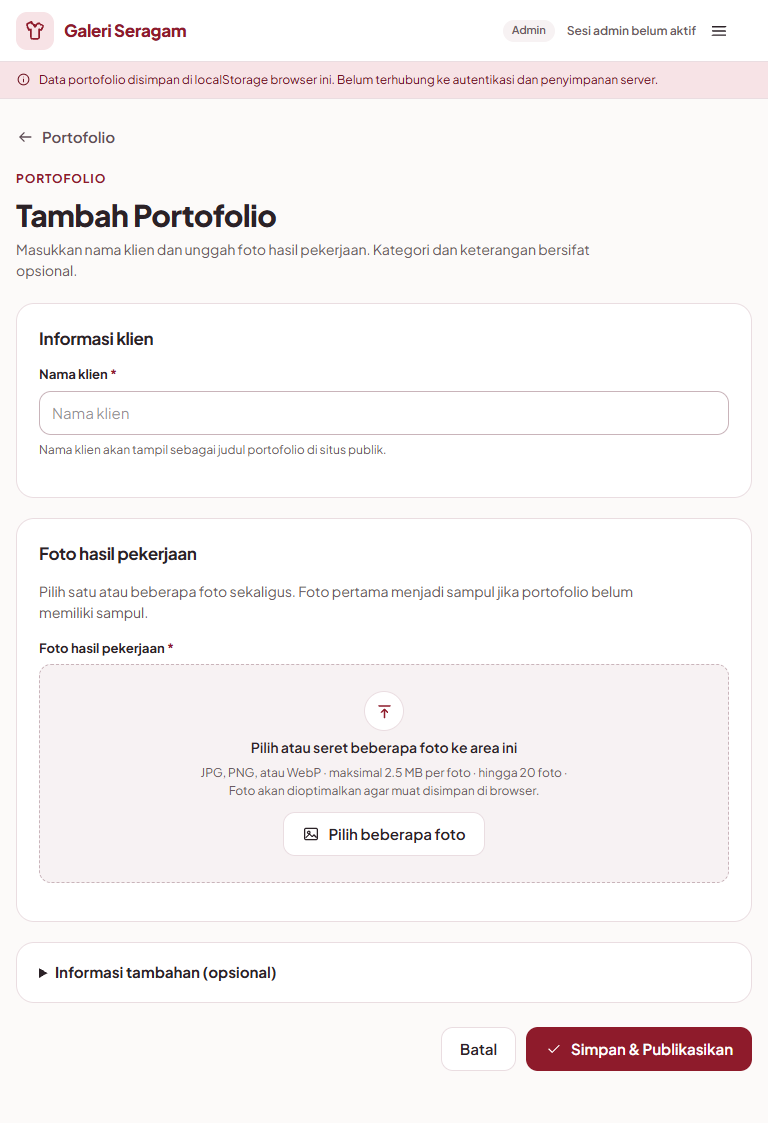 Galeri Seragam
Admin
Sesi admin belum aktif
Data portofolio disimpan di localStorage browser ini. Belum terhubung ke autentikasi dan penyimpanan server.
Portofolio
PORTOFOLIO
Tambah Portofolio
Masukkan nama klien dan unggah foto hasil pekerjaan. Kategori dan keterangan bersifat
opsional.
Informasi klien
Nama klien *
Nama klien
Nama klien akan tampil sebagai judul portofolio di situs publik.
Foto hasil pekerjaan
Pilih satu atau beberapa foto sekaligus. Foto pertama menjadi sampul jika portofolio belum
memiliki sampul.
Foto hasil pekerjaan *
Pilih atau seret beberapa foto ke area ini
JPG, PNG, atau WebP · maksimal 2.5 MB per foto · hingga 20 foto ·
Foto akan dioptimalkan agar muat disimpan di browser.
Pilih beberapa foto
Informasi tambahan (opsional)
Batal
Simpan & Publikasikan